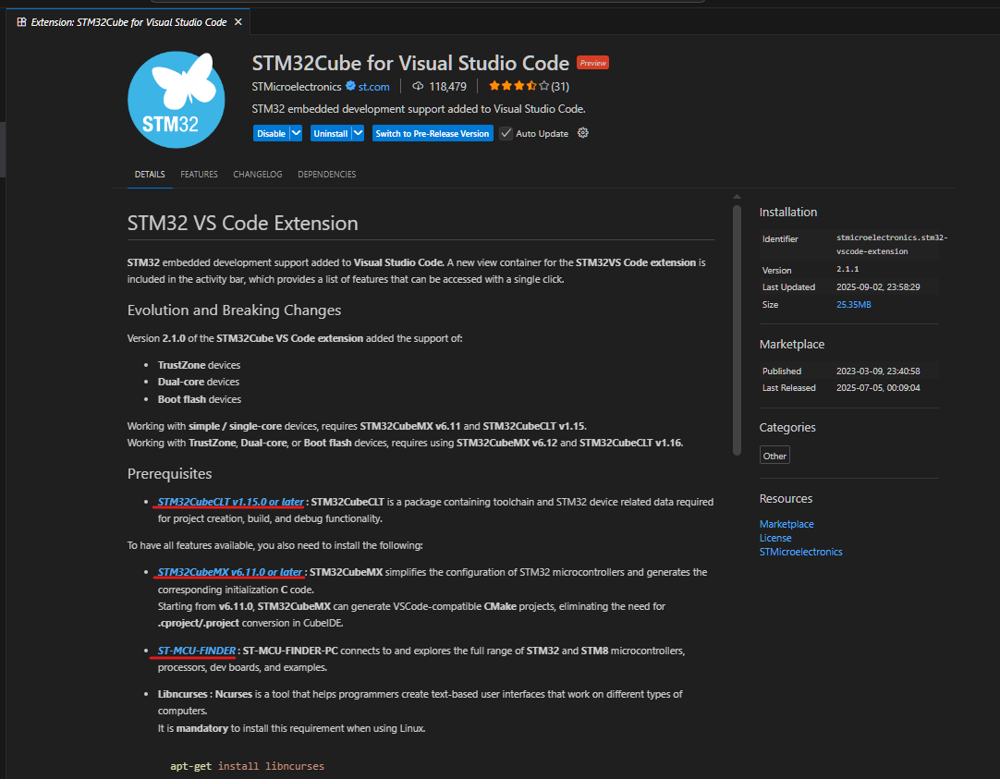 Extension: STM32Cube for Visual Studio Code
STM32
STM32Cube for Visual Studio Code Preview
STMicroelectronics st.com 118,479 (31)
STM32 embedded development support added to Visual Studio Code.
Disable Uninstall Switch to Pre-Release Version Auto Update
DETAILS FEATURES CHANGELOG DEPENDENCIES
STM32 VS Code Extension
STM32 embedded development support added to Visual Studio Code. A new view container for the STM32VS Code extension is
included in the activity bar, which provides a list of features that can be accessed with a single click.
Evolution and Breaking Changes
Version 2.1.0 of the STM32Cube VS Code extension added the support of:
• TrustZone devices
• Dual-core devices
• Boot flash devices
Working with simple / single-core devices, requires STM32CubeMX v6.11 and STM32CubeCLT v1.15.
Working with TrustZone, Dual-core, or Boot flash devices, requires using STM32CubeMX v6.12 and STM32CubeCLT v1.16.
Prerequisites
• STM32CubeCLT v1.15.0 or later : STM32CubeCLT is a package containing toolchain and STM32 device related data required
for project creation, build, and debug functionality.
To have all features available, you also need to install the following:
• STM32CubeMX v6.11.0 or later : STM32CubeMX simplifies the configuration of STM32 microcontrollers and generates the
corresponding initialization C code.
Starting from v6.11.0, STM32CubeMX can generate VSCode-compatible CMake projects, eliminating the need for
.cproject/.project conversion in CubeIDE.
• ST-MCU-FINDER : ST-MCU-FINDER-PC connects to and explores the full range of STM32 and STM8 microcontrollers,
processors, dev boards, and examples.
• Libncurses : Ncurses is a tool that helps programmers create text-based user interfaces that work on different types of
computers.
It is mandatory to install this requirement when using Linux.
apt-get install libncurses
Installation
Identifier stmicroelectronics.stm32-
vscode-extension
Version 2.1.1
Last Updated 2025-09-02, 23:58:29
Size 25.35MB
Marketplace
Published 2023-03-09, 23:40:58
Last Released 2025-07-05, 00:09:04
Categories
Other
Resources
Marketplace
License
STMicroelectronics